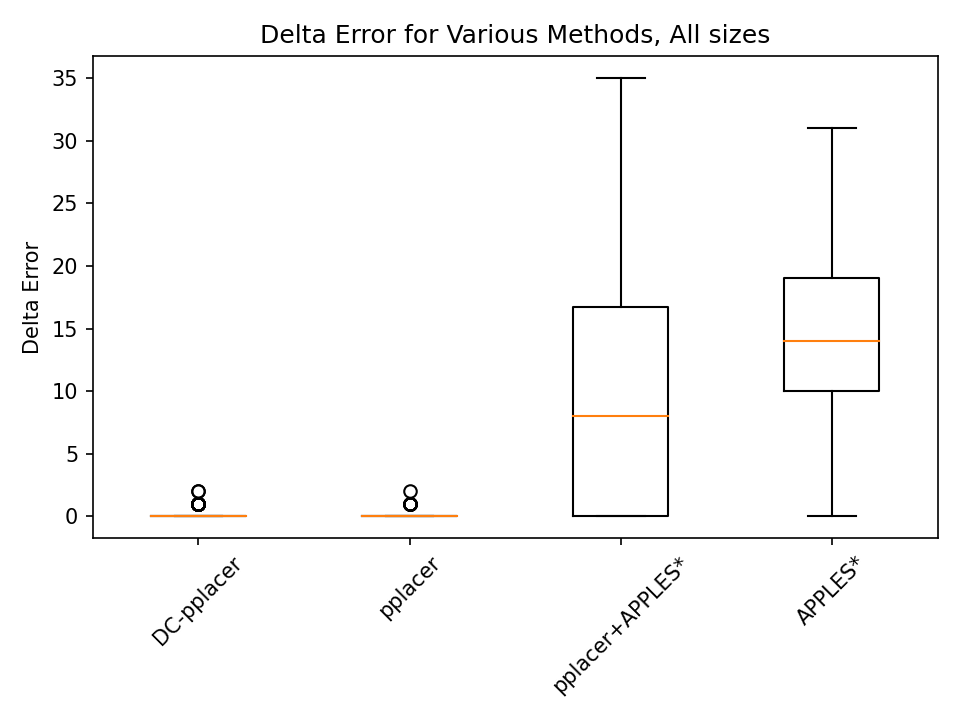 Delta Error for Various Methods, All sizes
35
30
25
20
15
10
5
0
Delta Error
DC-pplacer
pplacer
pplacer+APPLES*
APPLES*